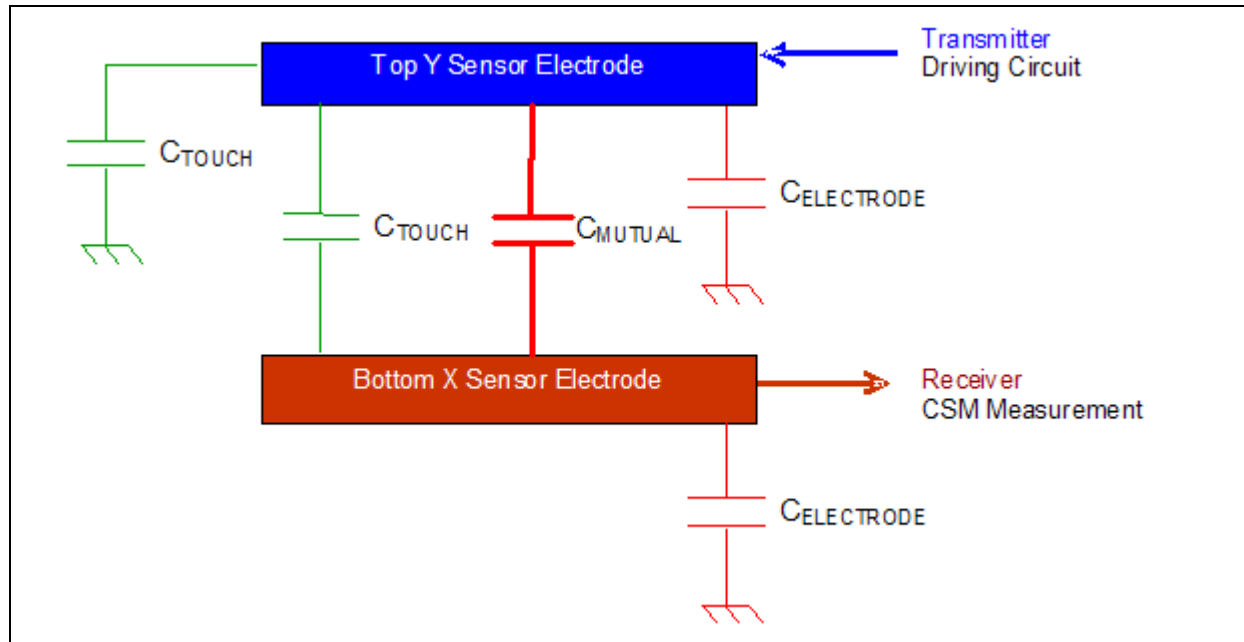 Top Y Sensor Electrode
Transmitter
Driving Circuit
CTOUCH
CELECTRODE
CTOUCH
CMUTUAL
Bottom X Sensor Electrode
Receiver
CSM Measurement
CELECTRODE